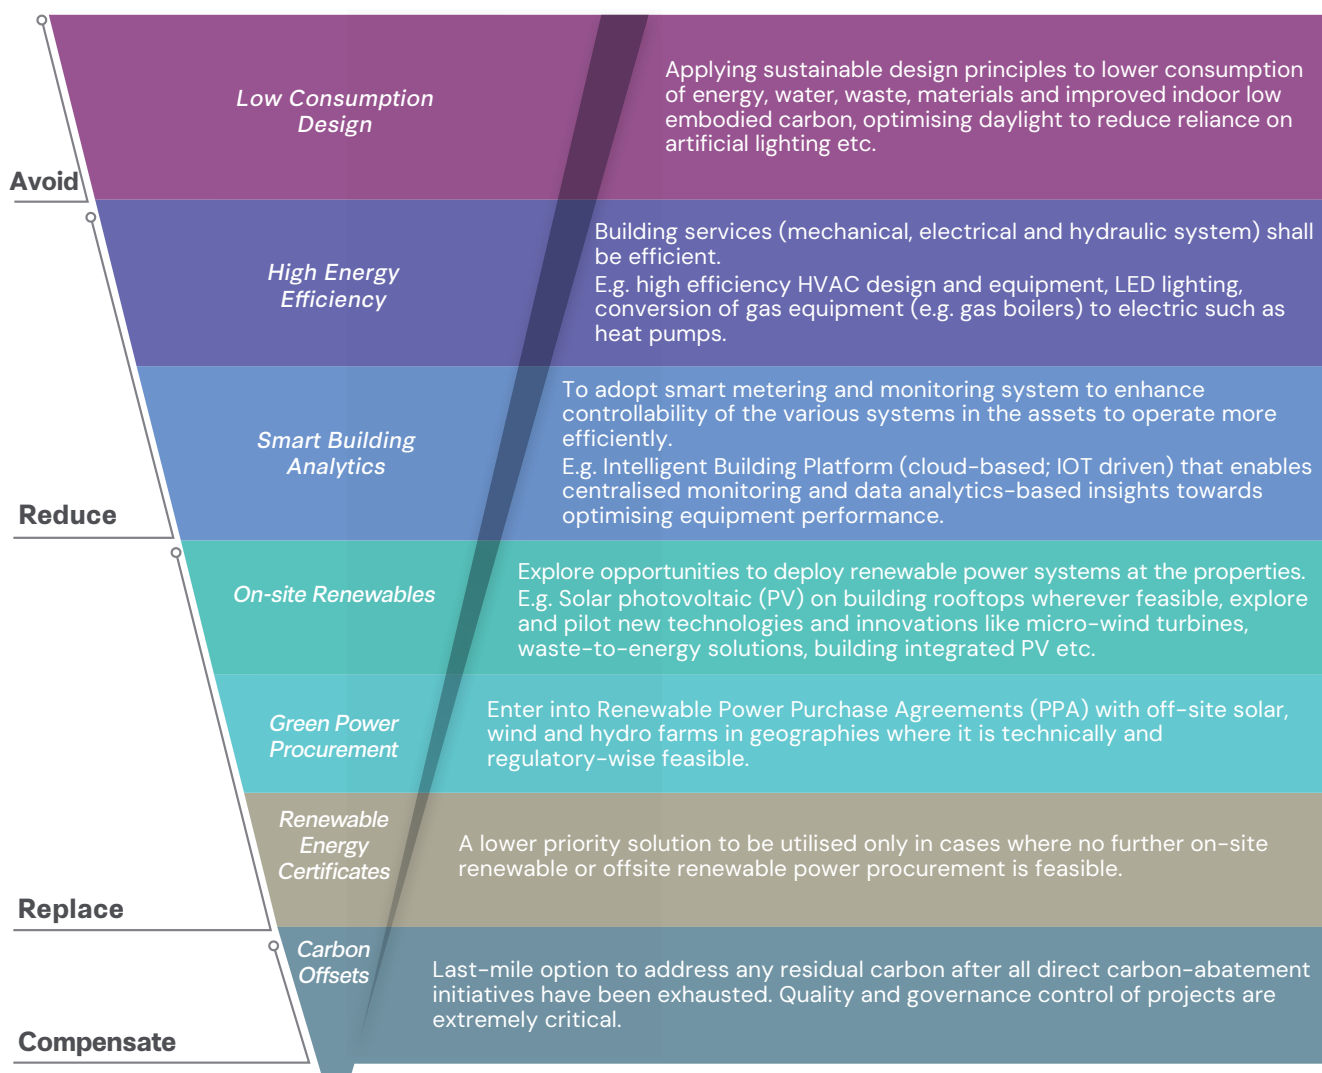 Low Consumption
Design
Applying sustainable design principles to lower consumption
of energy, water, waste, materials and improved indoor low
embodied carbon, optimising daylight to reduce reliance on
artificial lighting etc.
Avoid
High Energy
Efficiency
Building services (mechanical, electrical and hydraulic system) shall
be efficient.
E.g. high efficiency HVAC design and equipment, LED lighting,
conversion of gas equipment (e.g. gas boilers) to electric such as
heat pumps.
Smart Building
Analytics
To adopt smart metering and monitoring system to enhance
controllability of the various systems in the assets to operate more
efficiently.
E.g. Intelligent Building Platform (cloud-based; IOT driven) that enables
centralised monitoring and data analytics-based insights towards
optimising equipment performance.
Reduce
On-site Renewables
Explore opportunities to deploy renewable power systems at the properties.
E.g. Solar photovoltaic (PV) on building rooftops wherever feasible, explore
and pilot new technologies and innovations like micro-wind turbines,
waste-to-energy solutions, building integrated PV etc.
Green Power
Procurement
Enter into Renewable Power Purchase Agreements (PPA) with off-site solar,
wind and hydro farms in geographies where it is technically and
regulatory-wise feasible.
Renewable
Energy
Certificates
A lower priority solution to be utilised only in cases where no further on-site
renewable or offsite renewable power procurement is feasible.
Replace
Carbon
Offsets
Last-mile option to address any residual carbon after all direct carbon-abatement
initiatives have been exhausted. Quality and governance control of projects are
extremely critical.
Compensate